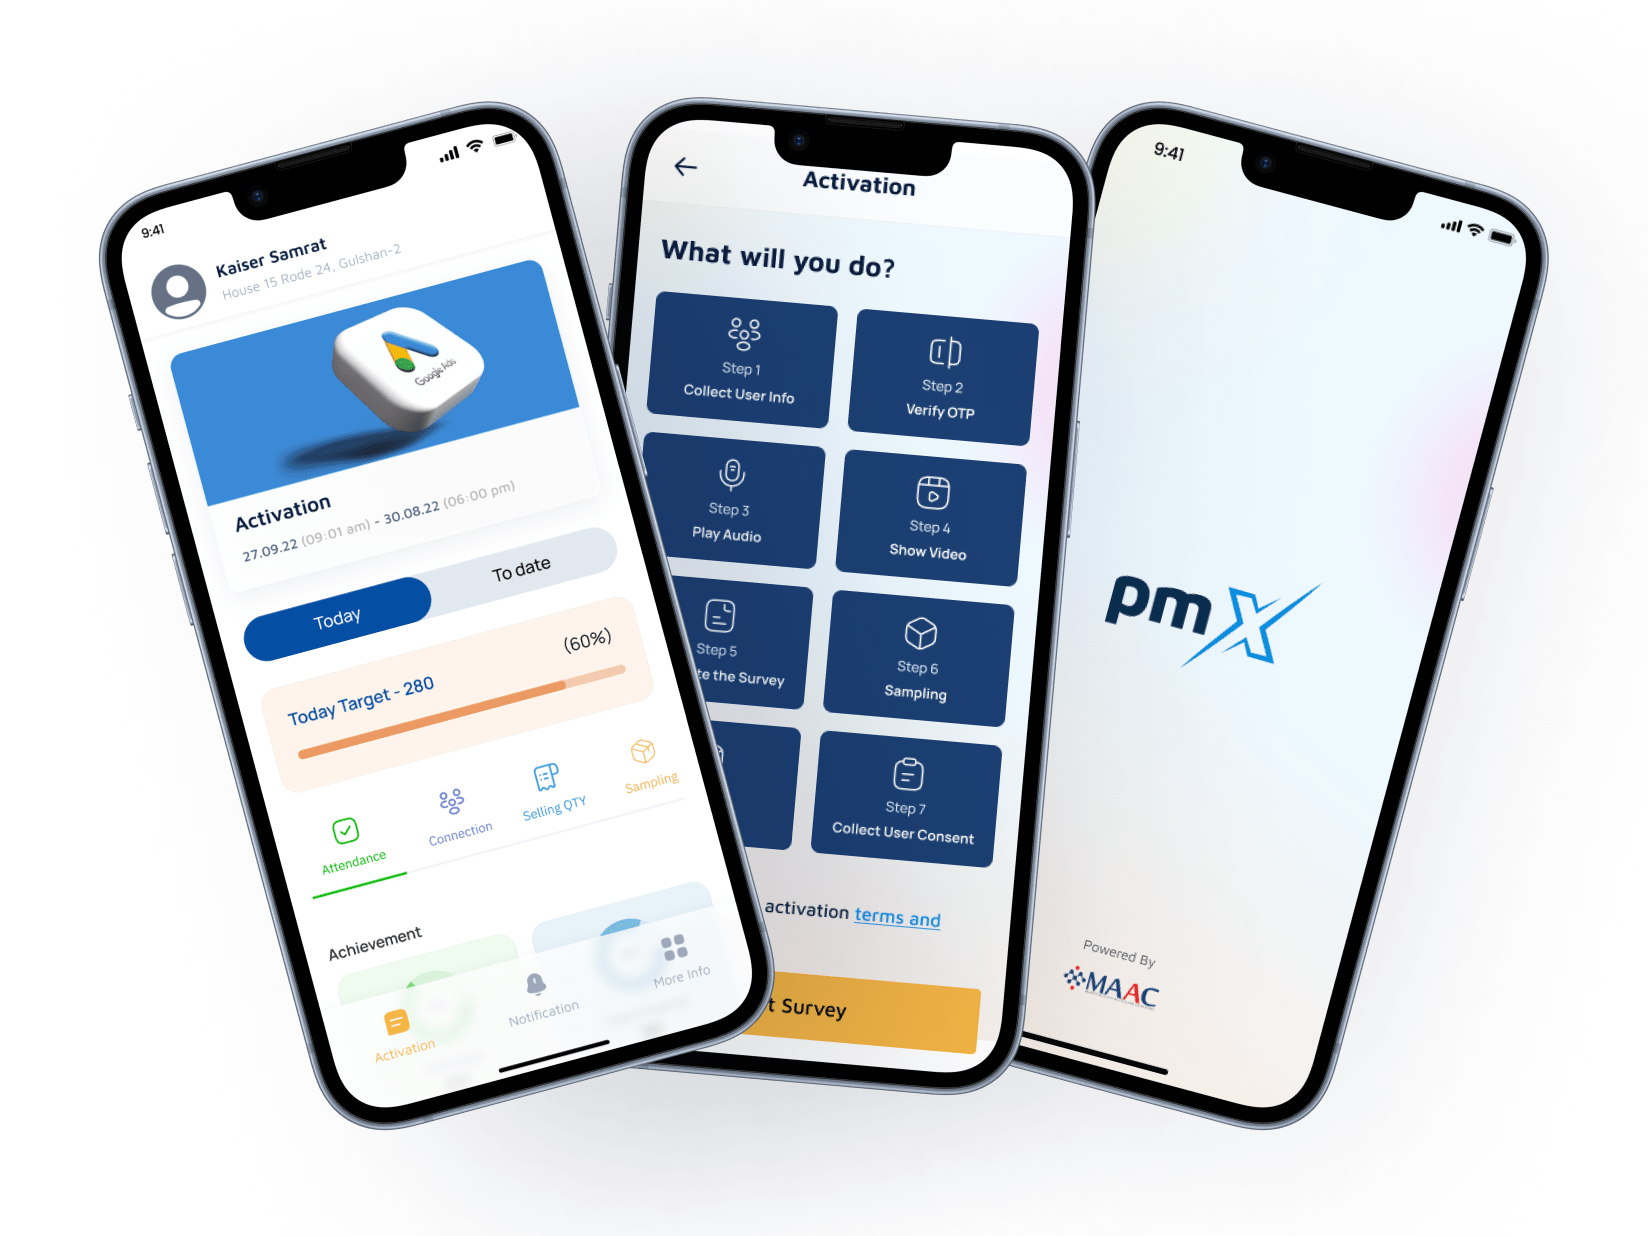 9:41
Kaiser Samrat
House 15 Rode 24, Gulshan-2
Google Ads
Activation
27.09.22 (09:01 am) - 30.08.22 (06:00 pm)
Today
To date
Today Target - 280
(60%)
Attendance
Connection
Selling QTY
Sampling
Achievement
Activation
Notification
More Info
Activation
What will you do?
Step 1
Collect User Info
Step 2
Verify OTP
Step 3
Play Audio
Step 4
Show Video
Step 5
te the Survey
Step 6
Sampling
Step 7
Collect User Consent
activation terms and
t Survey
9:41
pmX
Powered By
MAAC